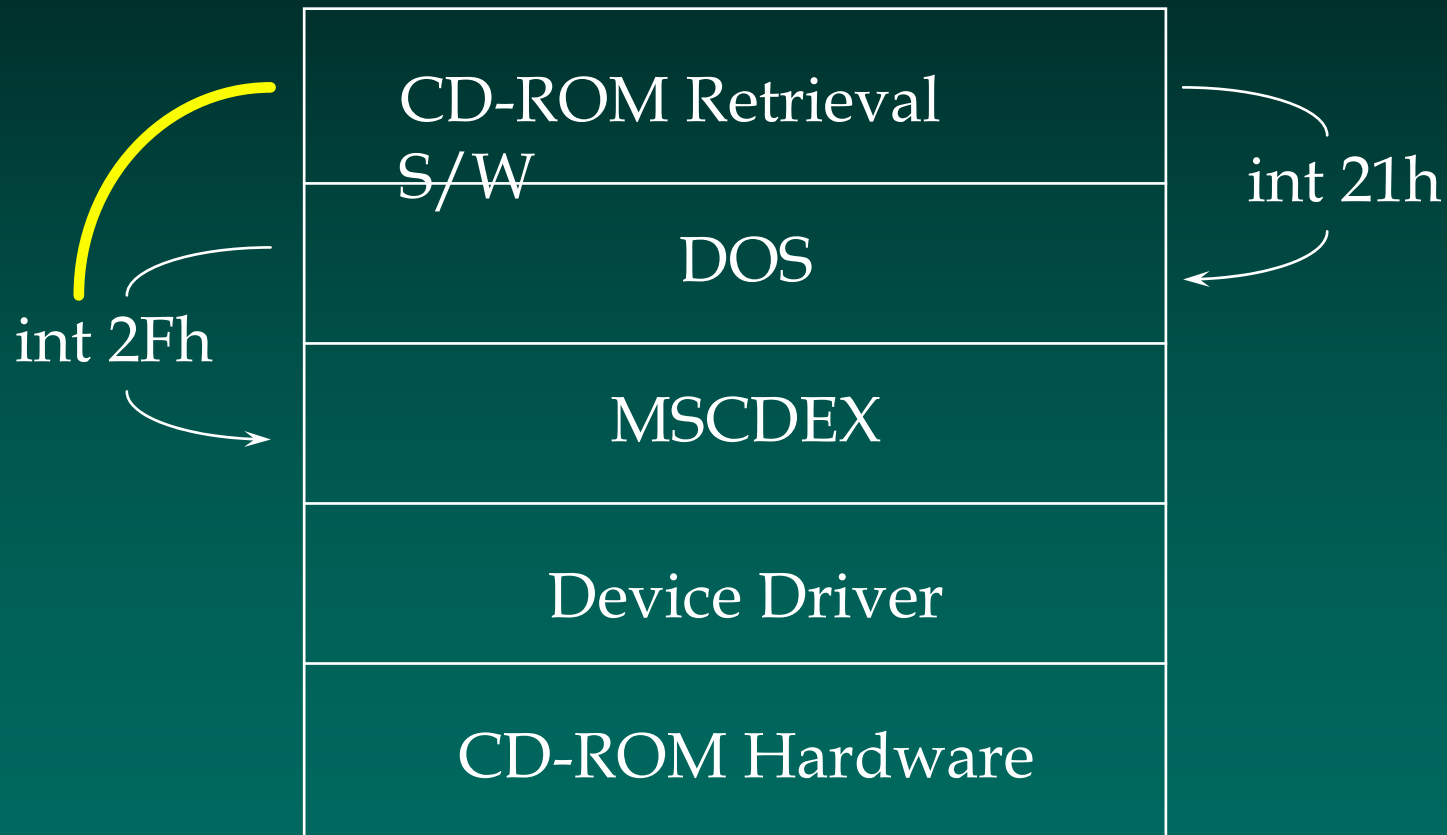 CD-ROM Retrieval
S/W
int 21h
DOS
int 2Fh
MSCDEX
Device Driver
CD-ROM Hardware